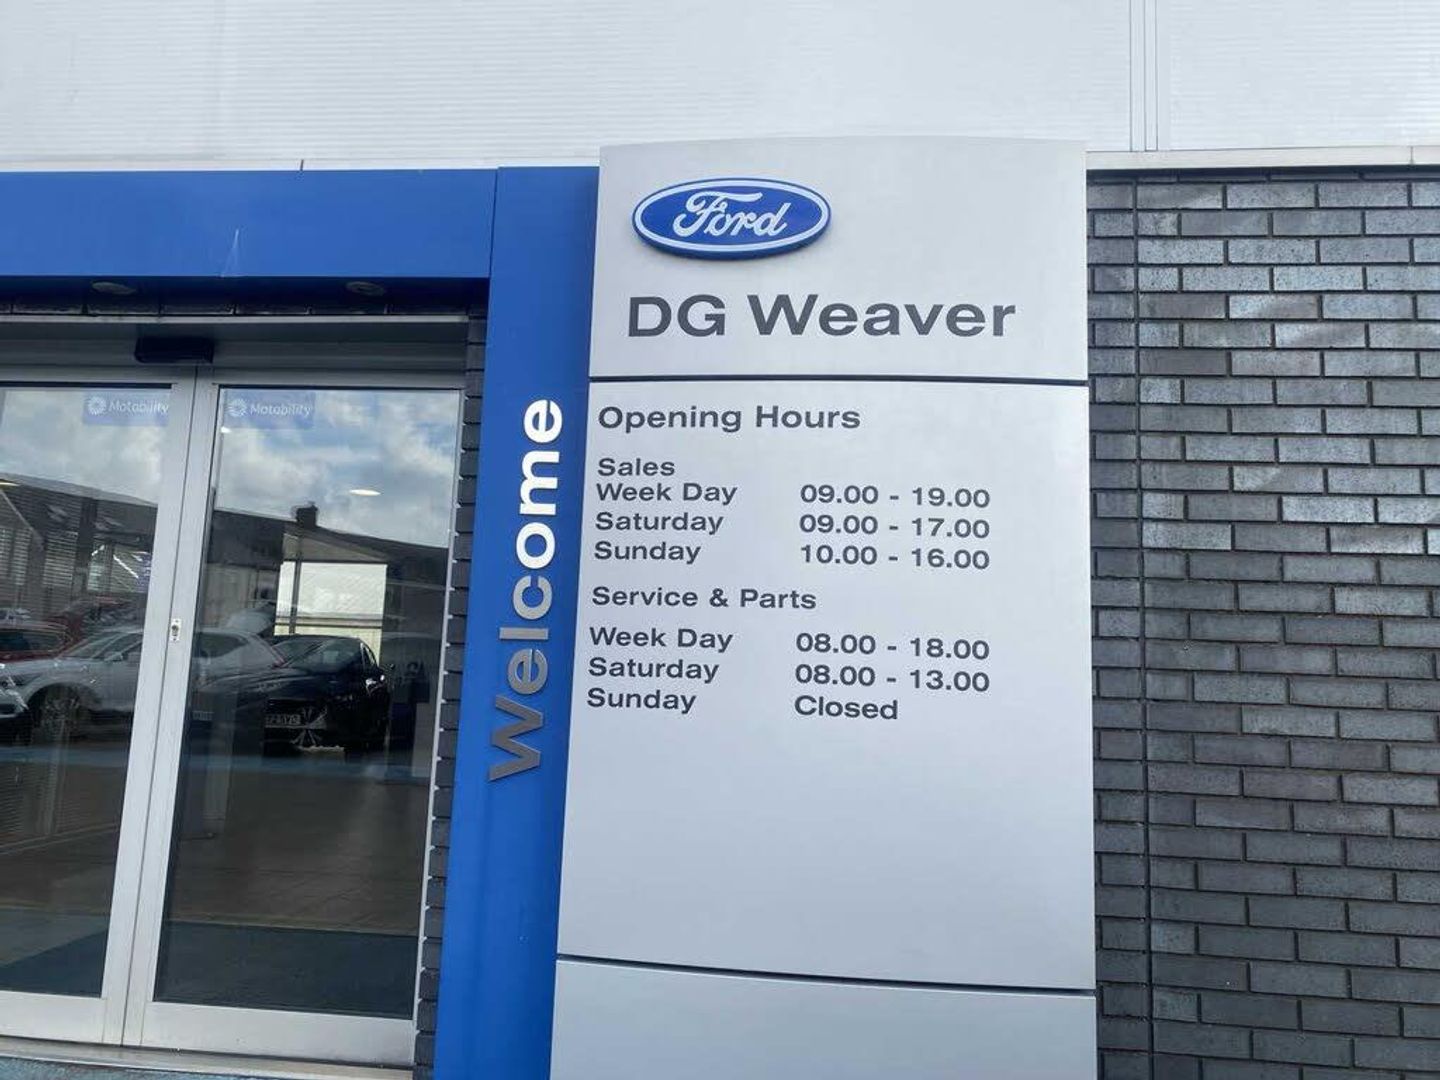 Ford
DG Weaver
Welcome
Motability
Motability
Opening Hours
Sales
Week Day 09.00 - 19.00
Saturday 09.00 - 17.00
Sunday 10.00 - 16.00
Service & Parts
Week Day 08.00 - 18.00
Saturday 08.00 - 13.00
Sunday Closed